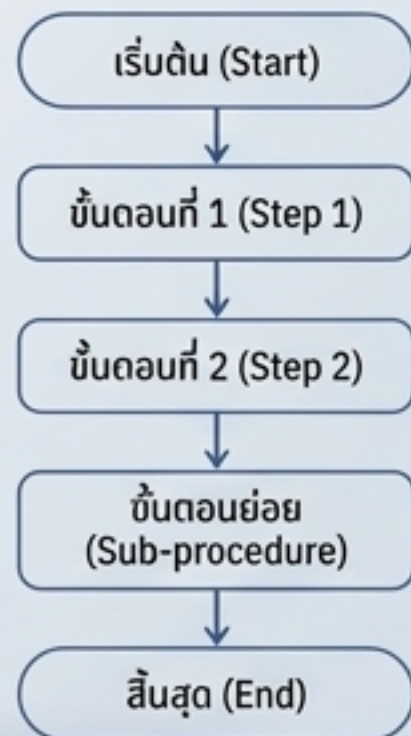 เริ่มต้น (Start)
ขั้นตอนที่ 1 (Step 1)
ขั้นตอนที่ 2 (Step 2)
ขั้นตอนย่อย
(Sub-procedure)
สิ้นสุด (End)